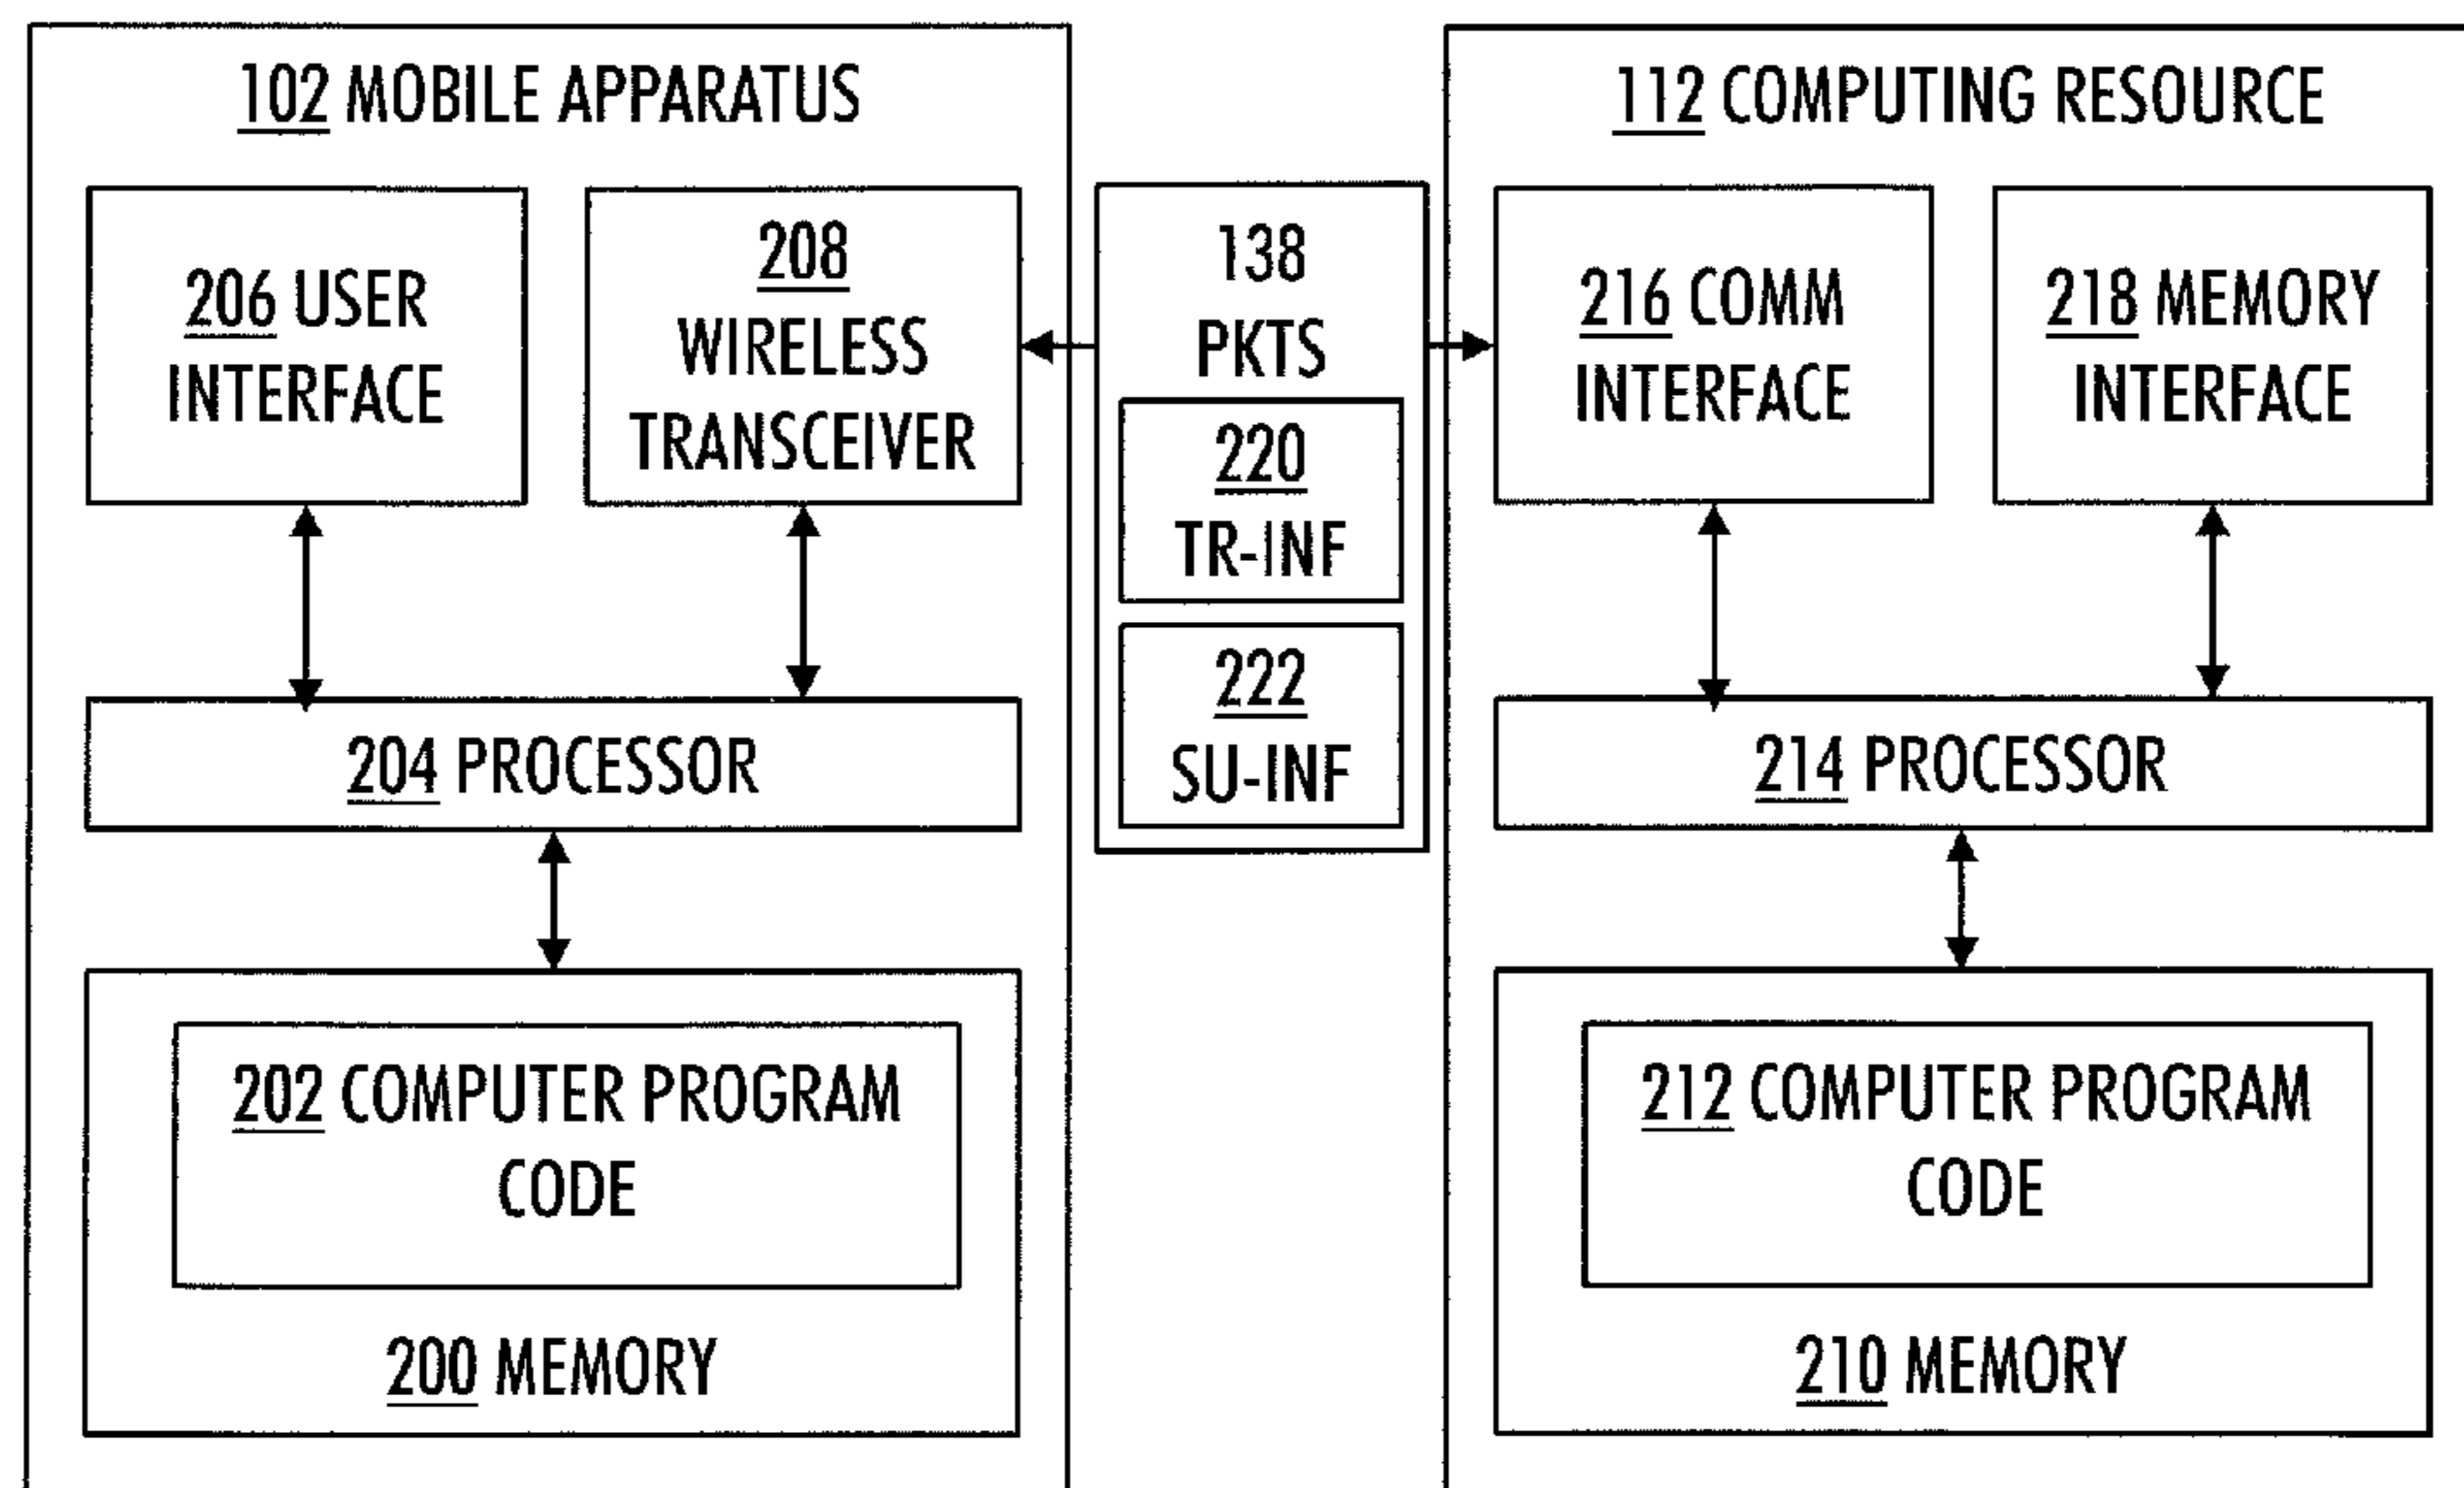 102 MOBILE APPARATUS
206 USER
INTERFACE
208
WIRELESS
TRANSCEIVER
204 PROCESSOR
202 COMPUTER PROGRAM
CODE
200 MEMORY
138
PKTS
220
TR-INF
222
SU-INF
112 COMPUTING RESOURCE
216 COMM
INTERFACE
218 MEMORY
INTERFACE
214 PROCESSOR
212 COMPUTER PROGRAM
CODE
210 MEMORY